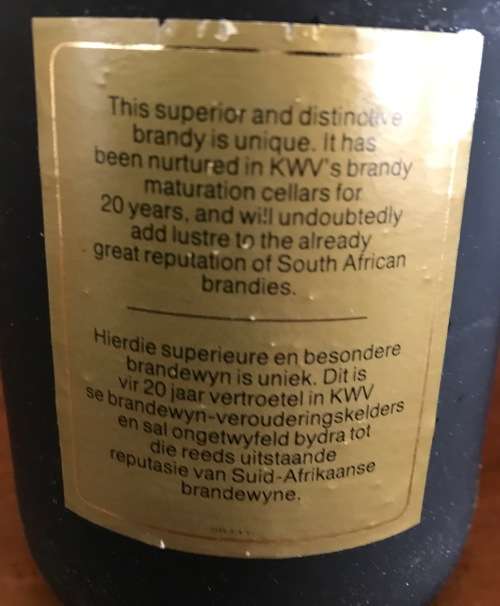 This superior and distinctive
brandy is unique. It has
been nurtured in KWV's brandy
maturation cellars for
20 years, and will undoubtedly
add lustre to the already
great reputation of South African
brandies.
Hierdie superieure en besondere
brandewyn is uniek. Dit is
vir 20 jaar vertroetel in KWV
se brandewyn-verouderingskelders
en sal ongetwyfeld bydra tot
die reeds uitstaande
reputasie van Suid-Afrikaanse
brandewyne.